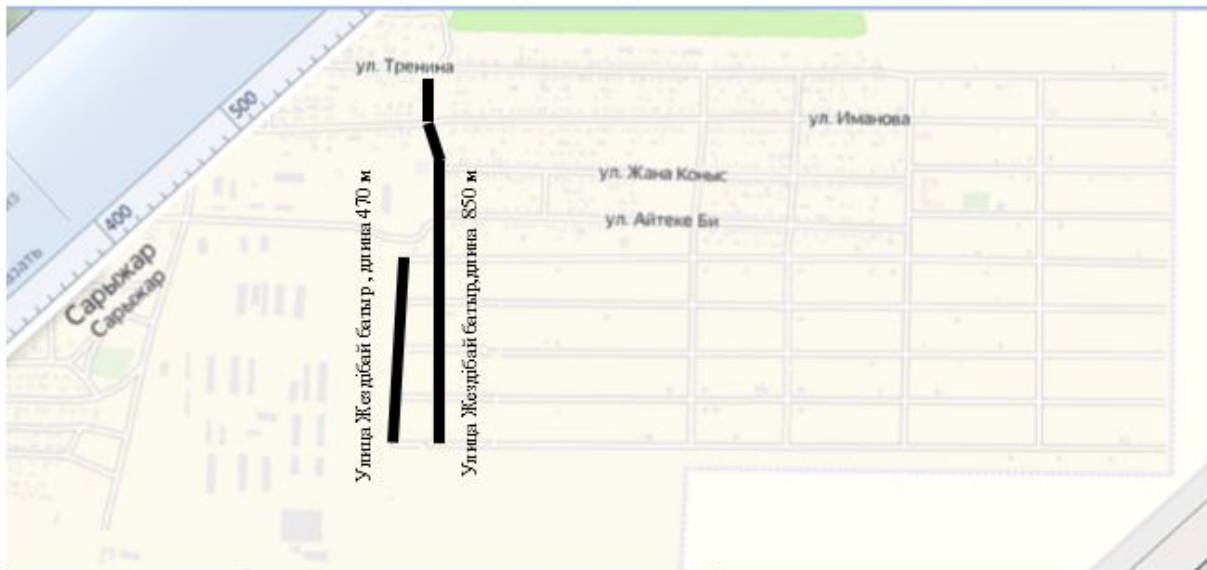 ул. Тренина
500
ул. Иманова
ул. Жана Коныс
400
ул. Айтеке Би
Сарыжар
Сарыжар
Улица Жездібай батыр , длина 470 м
Улица Жездібай батыр,длина 850 м